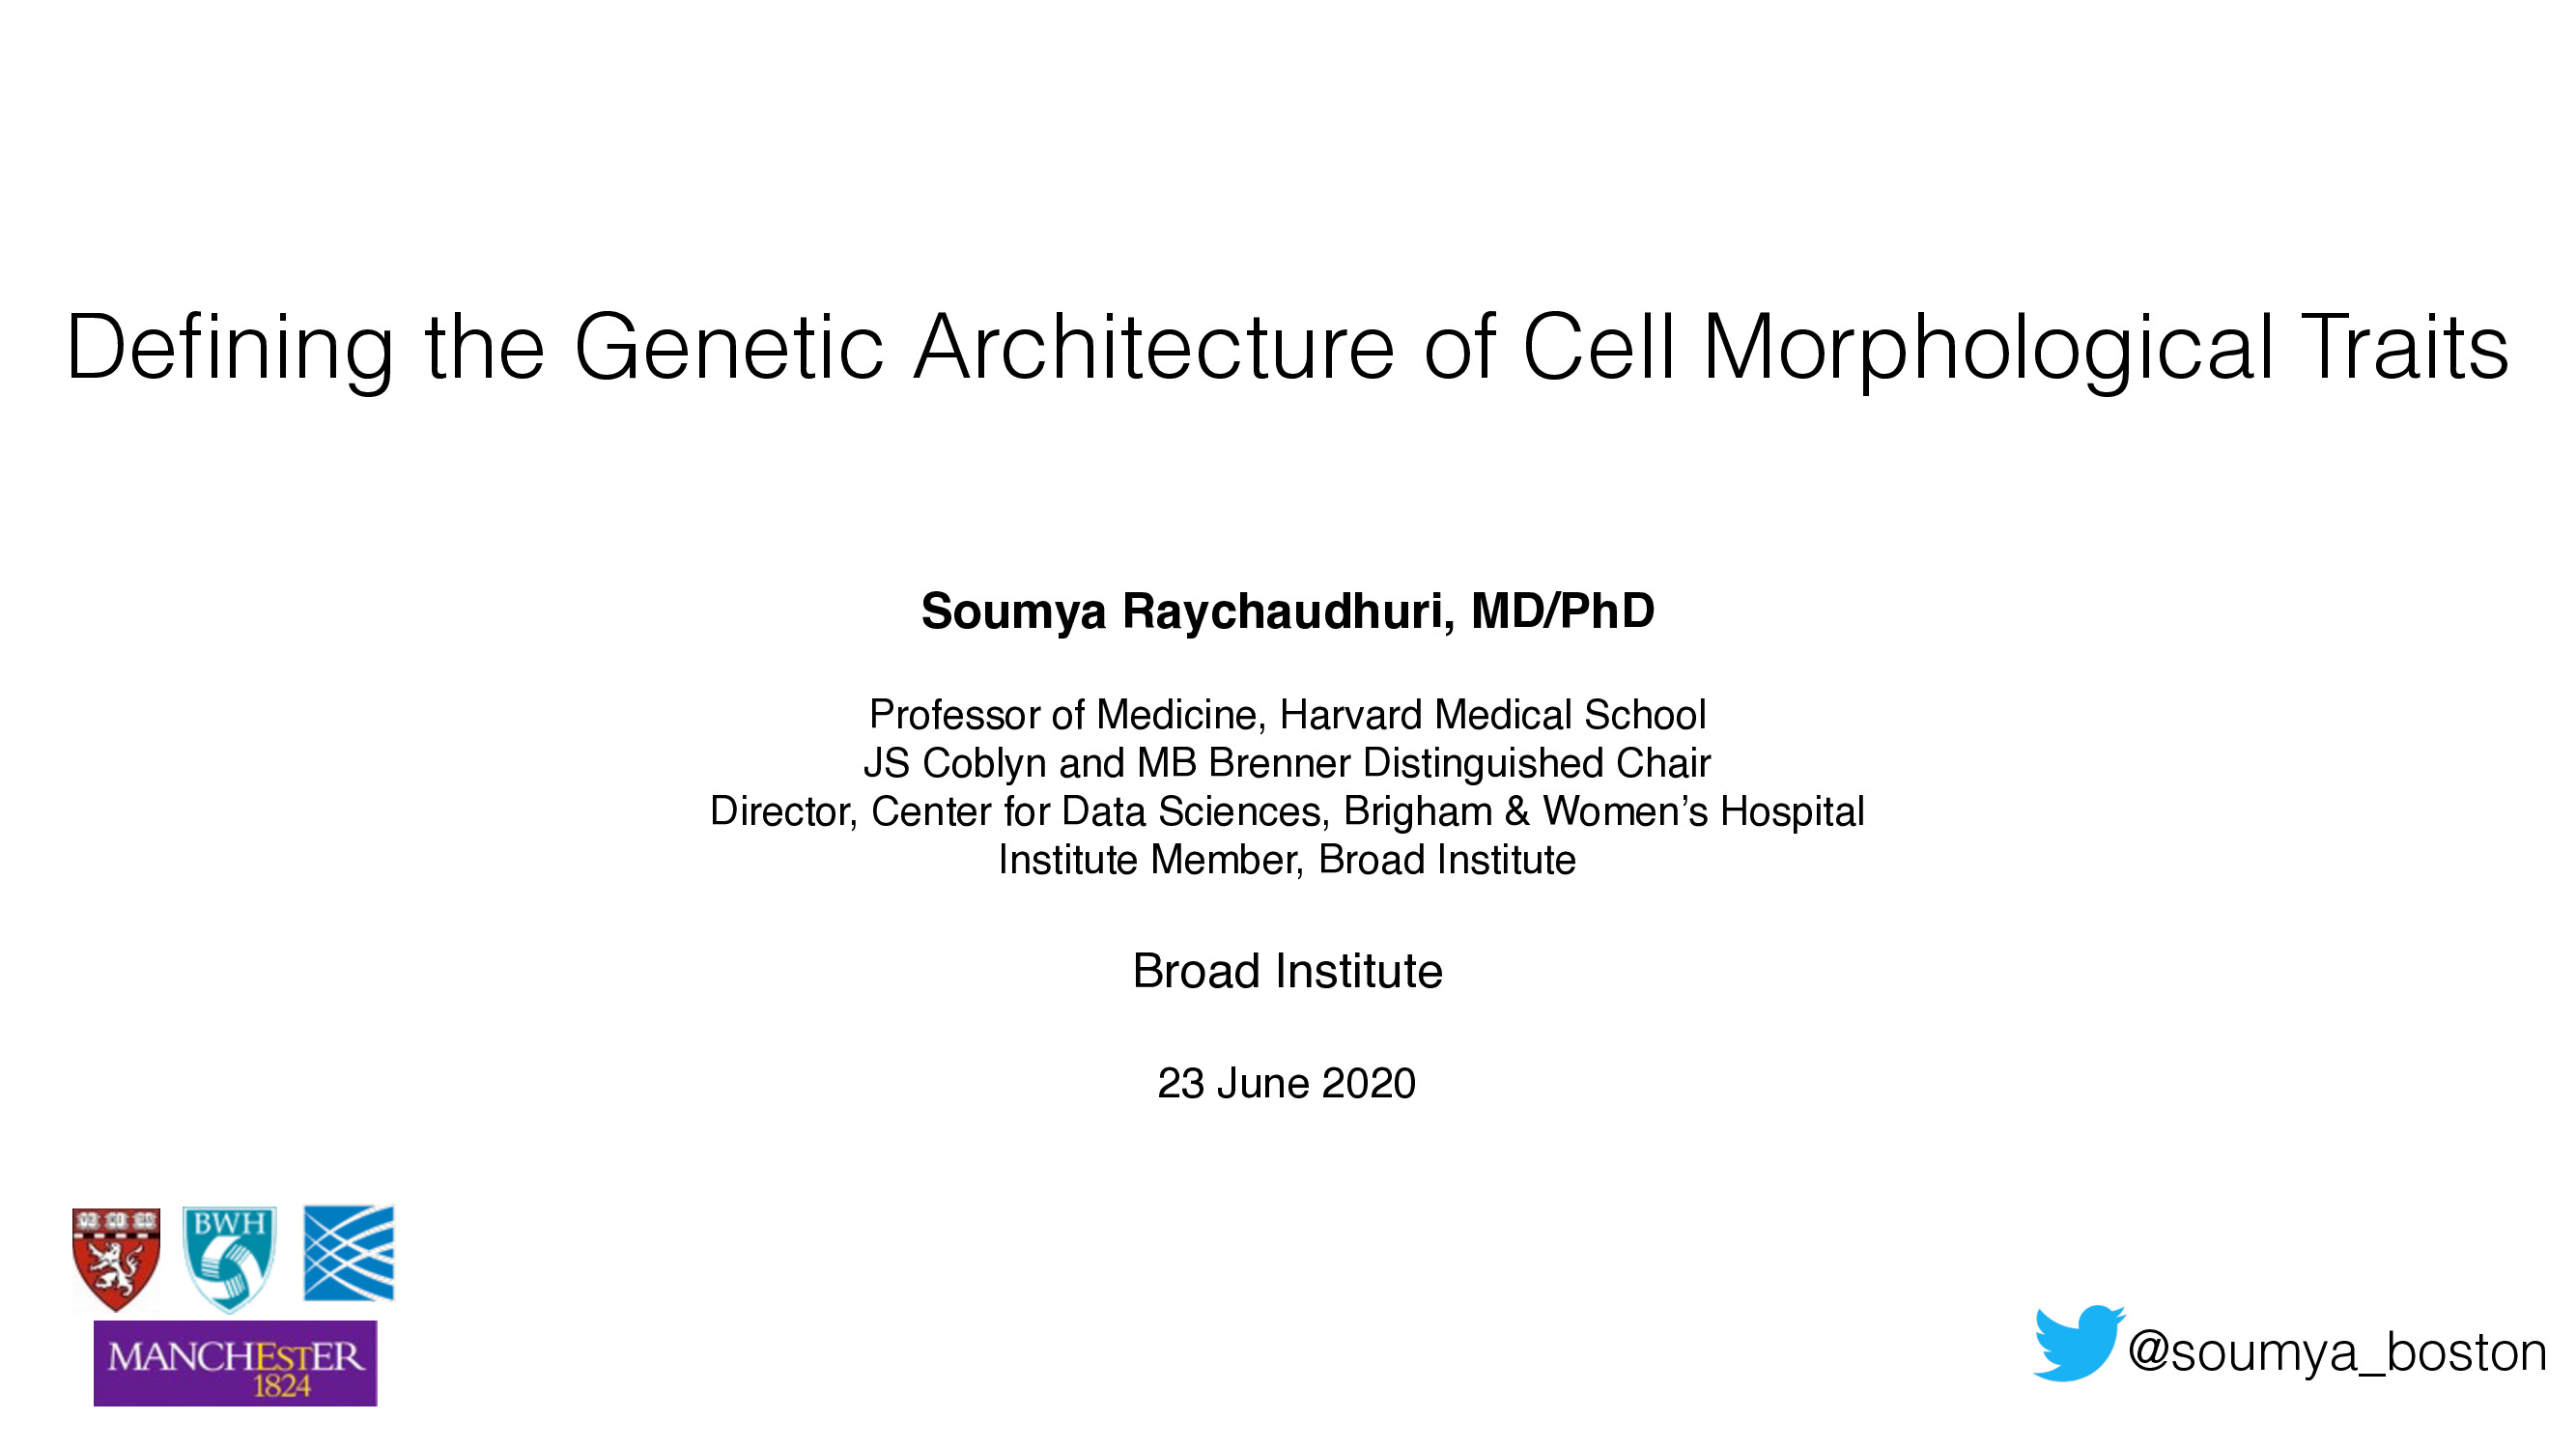 Defining the Genetic Architecture of Cell Morphological Traits
Soumya Raychaudhuri, MD/PhD
Professor of Medicine, Harvard Medical School
JS Coblyn and MB Brenner Distinguished Chair
Director, Center for Data Sciences, Brigham & Women’s Hospital
Institute Member, Broad Institute
Broad Institute
23 June 2020
BWH
MANCHESTER
1824
@soumya_boston